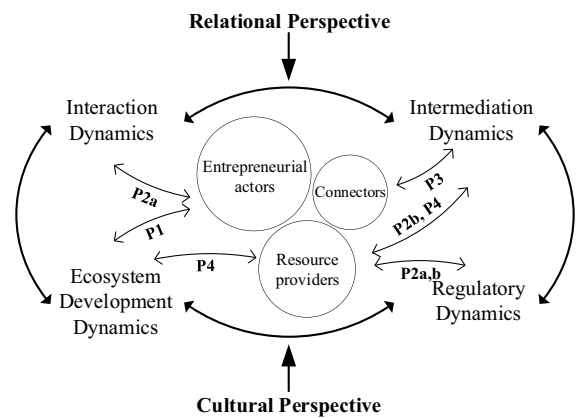 Relational Perspective
Interaction
Dynamics
Intermediation
Dynamics
Entrepreneurial
actors
Connectors
P3
P2a
P2b, P4
P1
P4
Resource
providers
P2a,b
Ecosystem
Development
Dynamics
Regulatory
Dynamics
Cultural Perspective